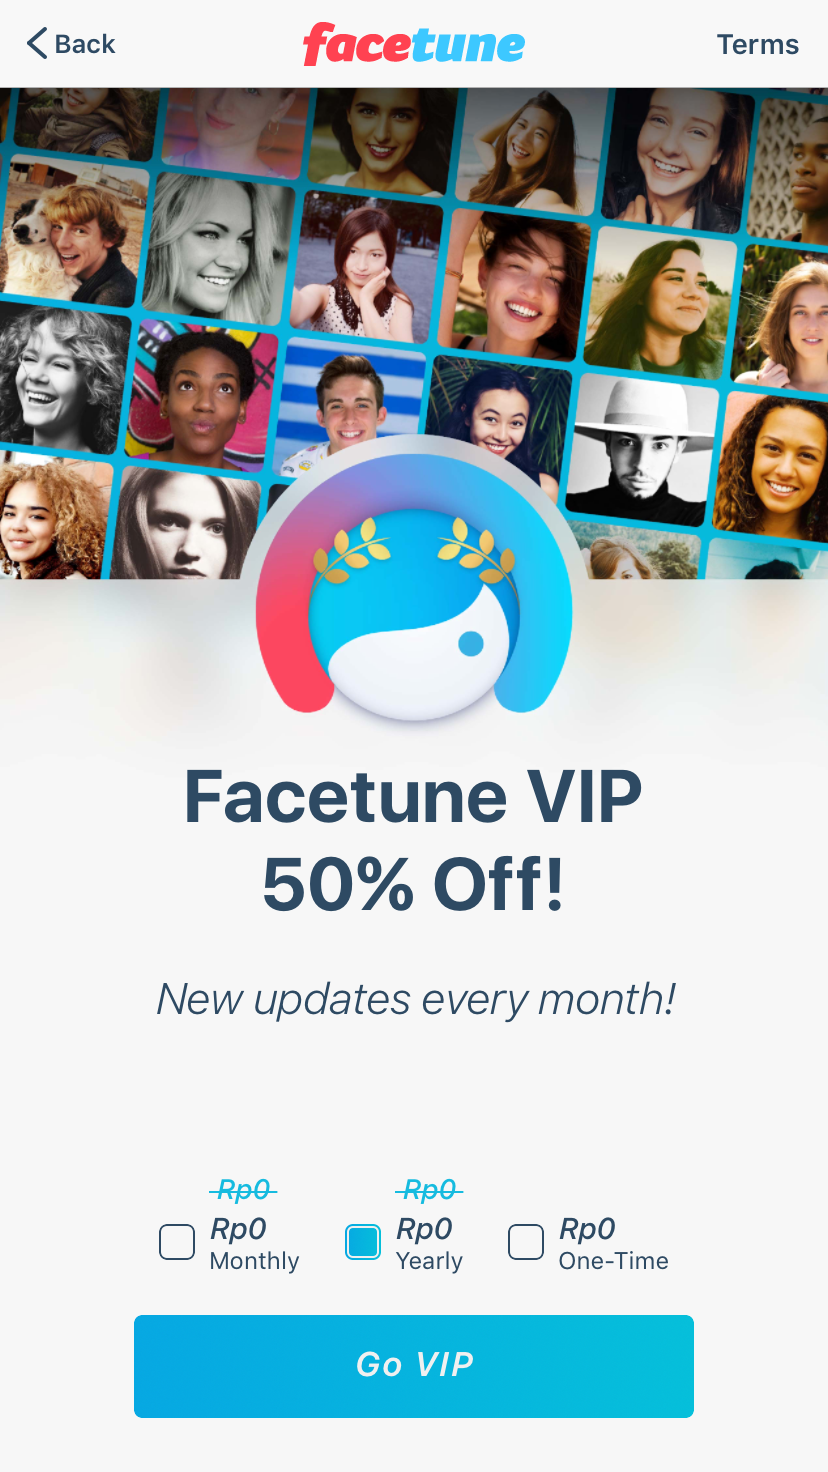 Back
facetune
Terms
Facetune VIP
50% Off!
New updates every month!
Rp0
Rp0
Rp0
Rp0
Rp0
Monthly
Yearly
One-Time
Go VIP